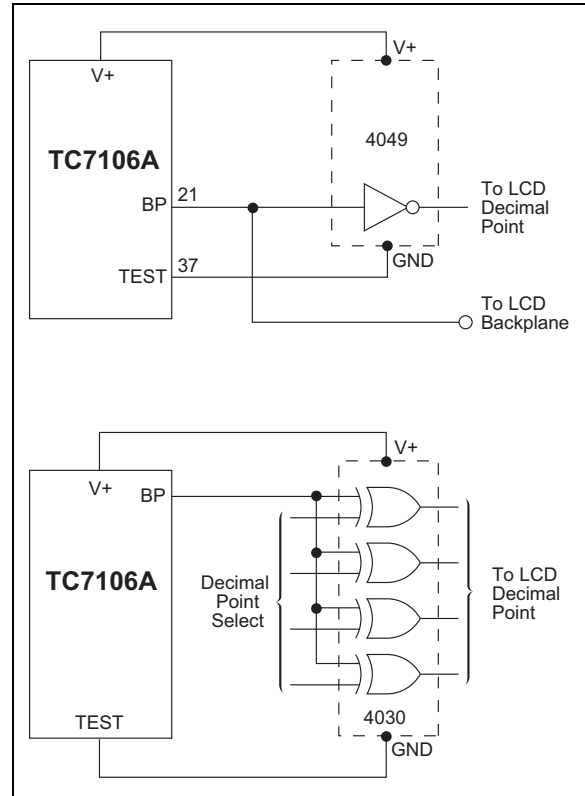 V+
V+
TC7106A
4049
BP
21
To LCD
Decimal
Point
TEST
37
GND
To LCD
Backplane
V+
V+
BP
TC7106A
Decimal
Point
Select
To LCD
Decimal
Point
4030
TEST
GND